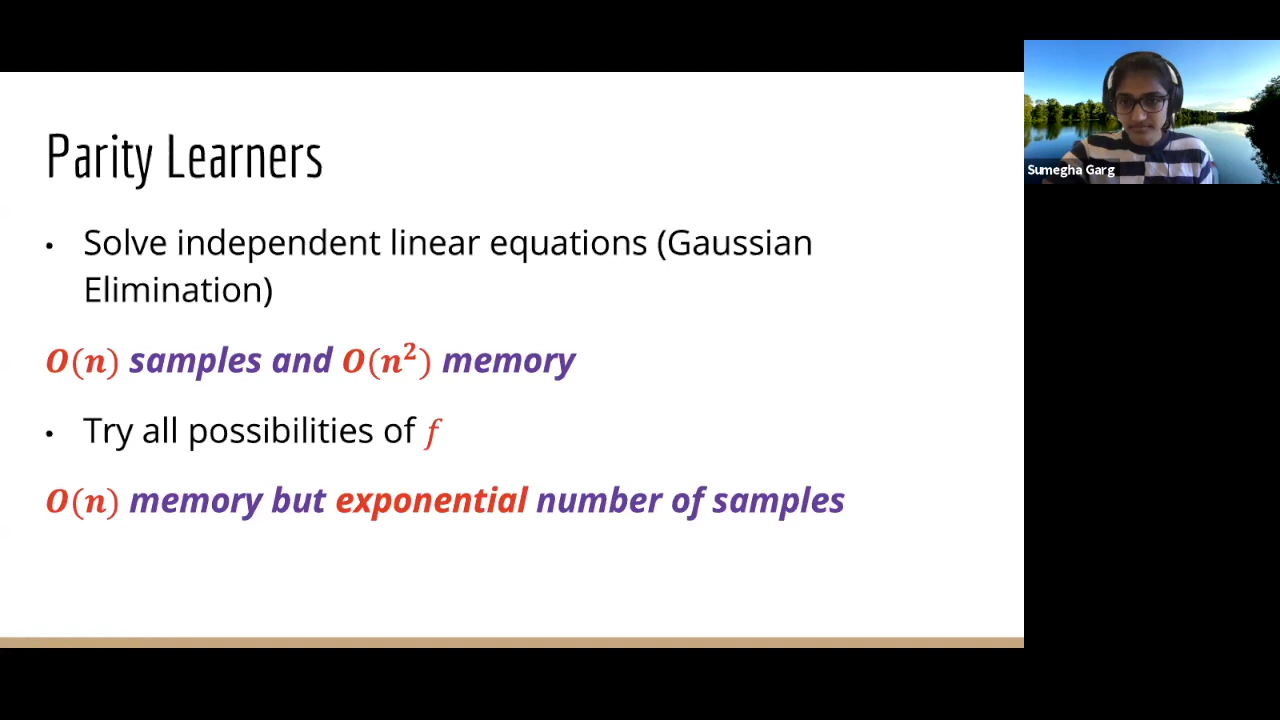 Parity Learners
• Solve independent linear equations (Gaussian
Elimination)
O(n) samples and O(n²) memory
• Try all possibilities of f
O(n) memory but exponential number of samples
Sumegha Garg